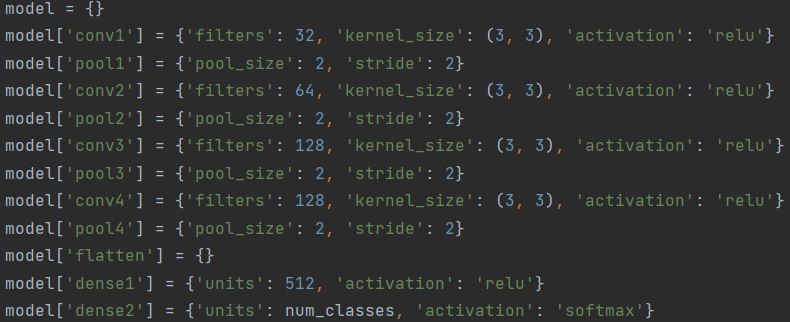 model = {}
model['conv1'] = {'filters': 32, 'kernel_size': (3, 3), 'activation': 'relu'}
model['pool1'] = {'pool_size': 2, 'stride': 2}
model['conv2'] = {'filters': 64, 'kernel_size': (3, 3), 'activation': 'relu'}
model['pool2'] = {'pool_size': 2, 'stride': 2}
model['conv3'] = {'filters': 128, 'kernel_size': (3, 3), 'activation': 'relu'}
model['pool3'] = {'pool_size': 2, 'stride': 2}
model['conv4'] = {'filters': 128, 'kernel_size': (3, 3), 'activation': 'relu'}
model['pool4'] = {'pool_size': 2, 'stride': 2}
model['flatten'] = {}
model['dense1'] = {'units': 512, 'activation': 'relu'}
model['dense2'] = {'units': num_classes, 'activation': 'softmax'}